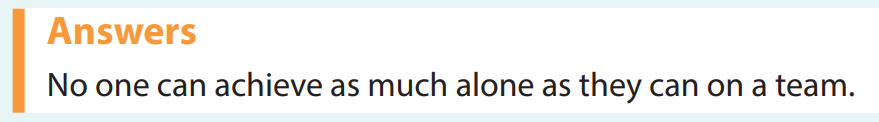 Answers
No one can achieve as much alone as they can on a team.